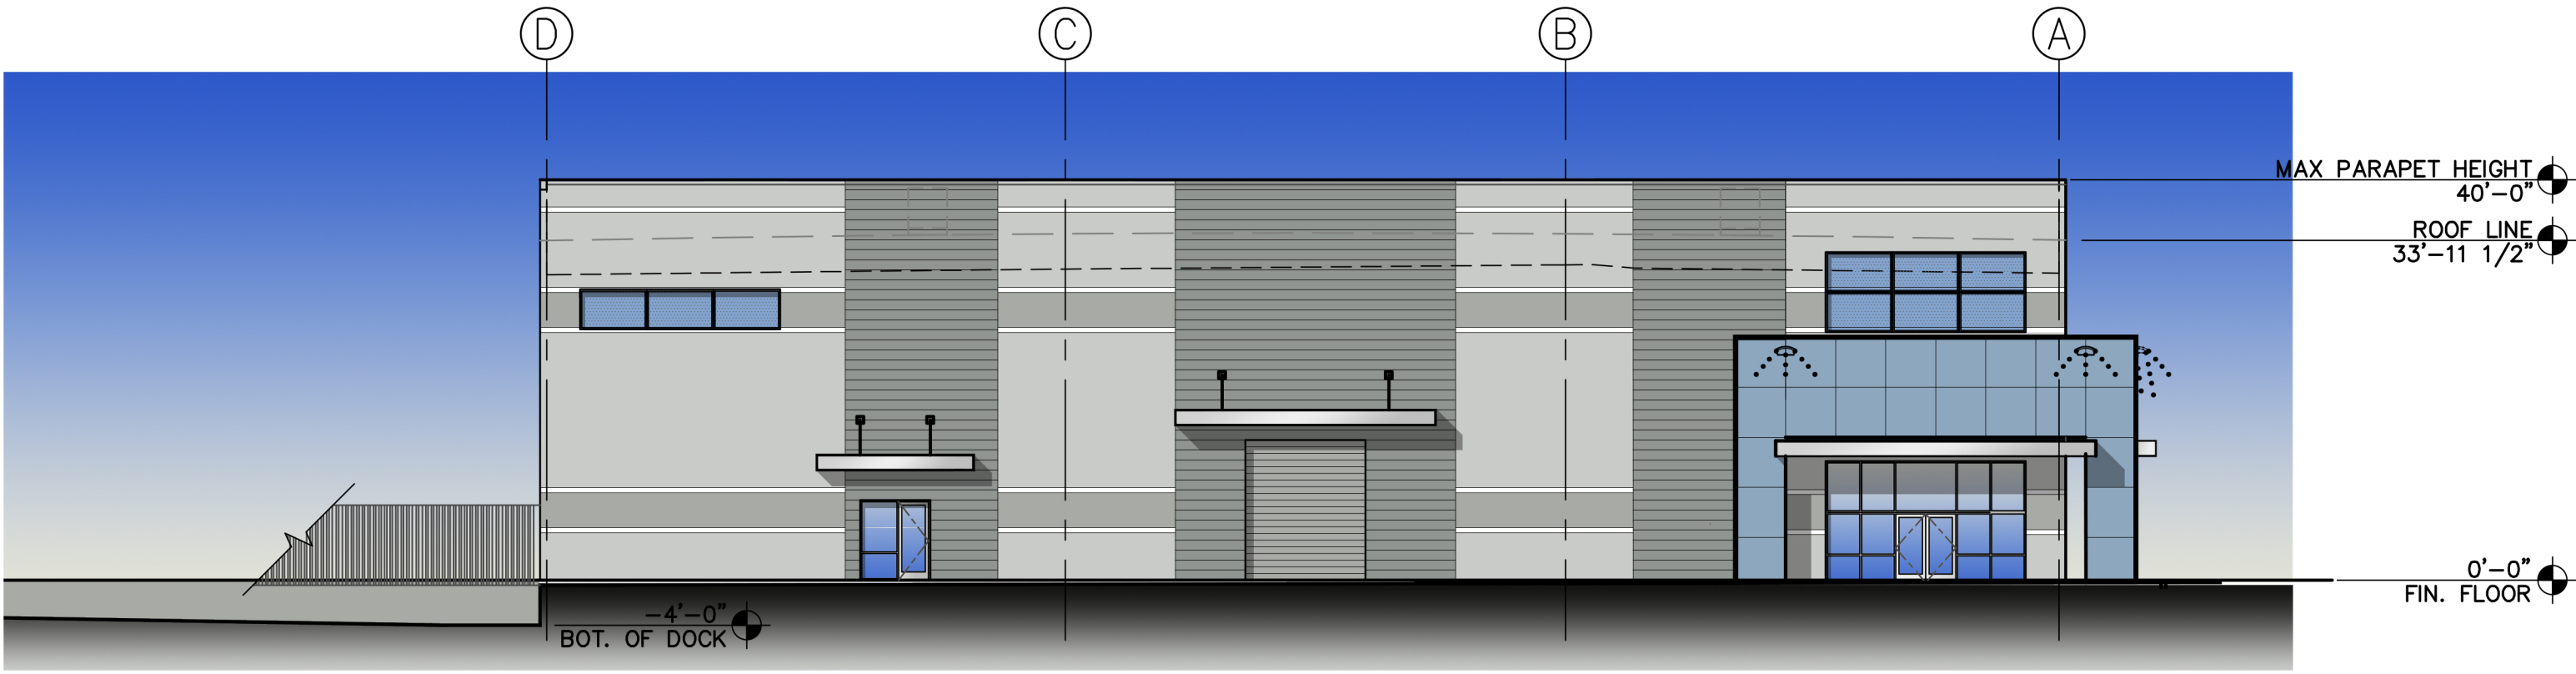 D C B A
MAX PARAPET HEIGHT
40'-0"
ROOF LINE
33'-11 1/2"
0'-0"
FIN. FLOOR
-4'-0"
BOT. OF DOCK